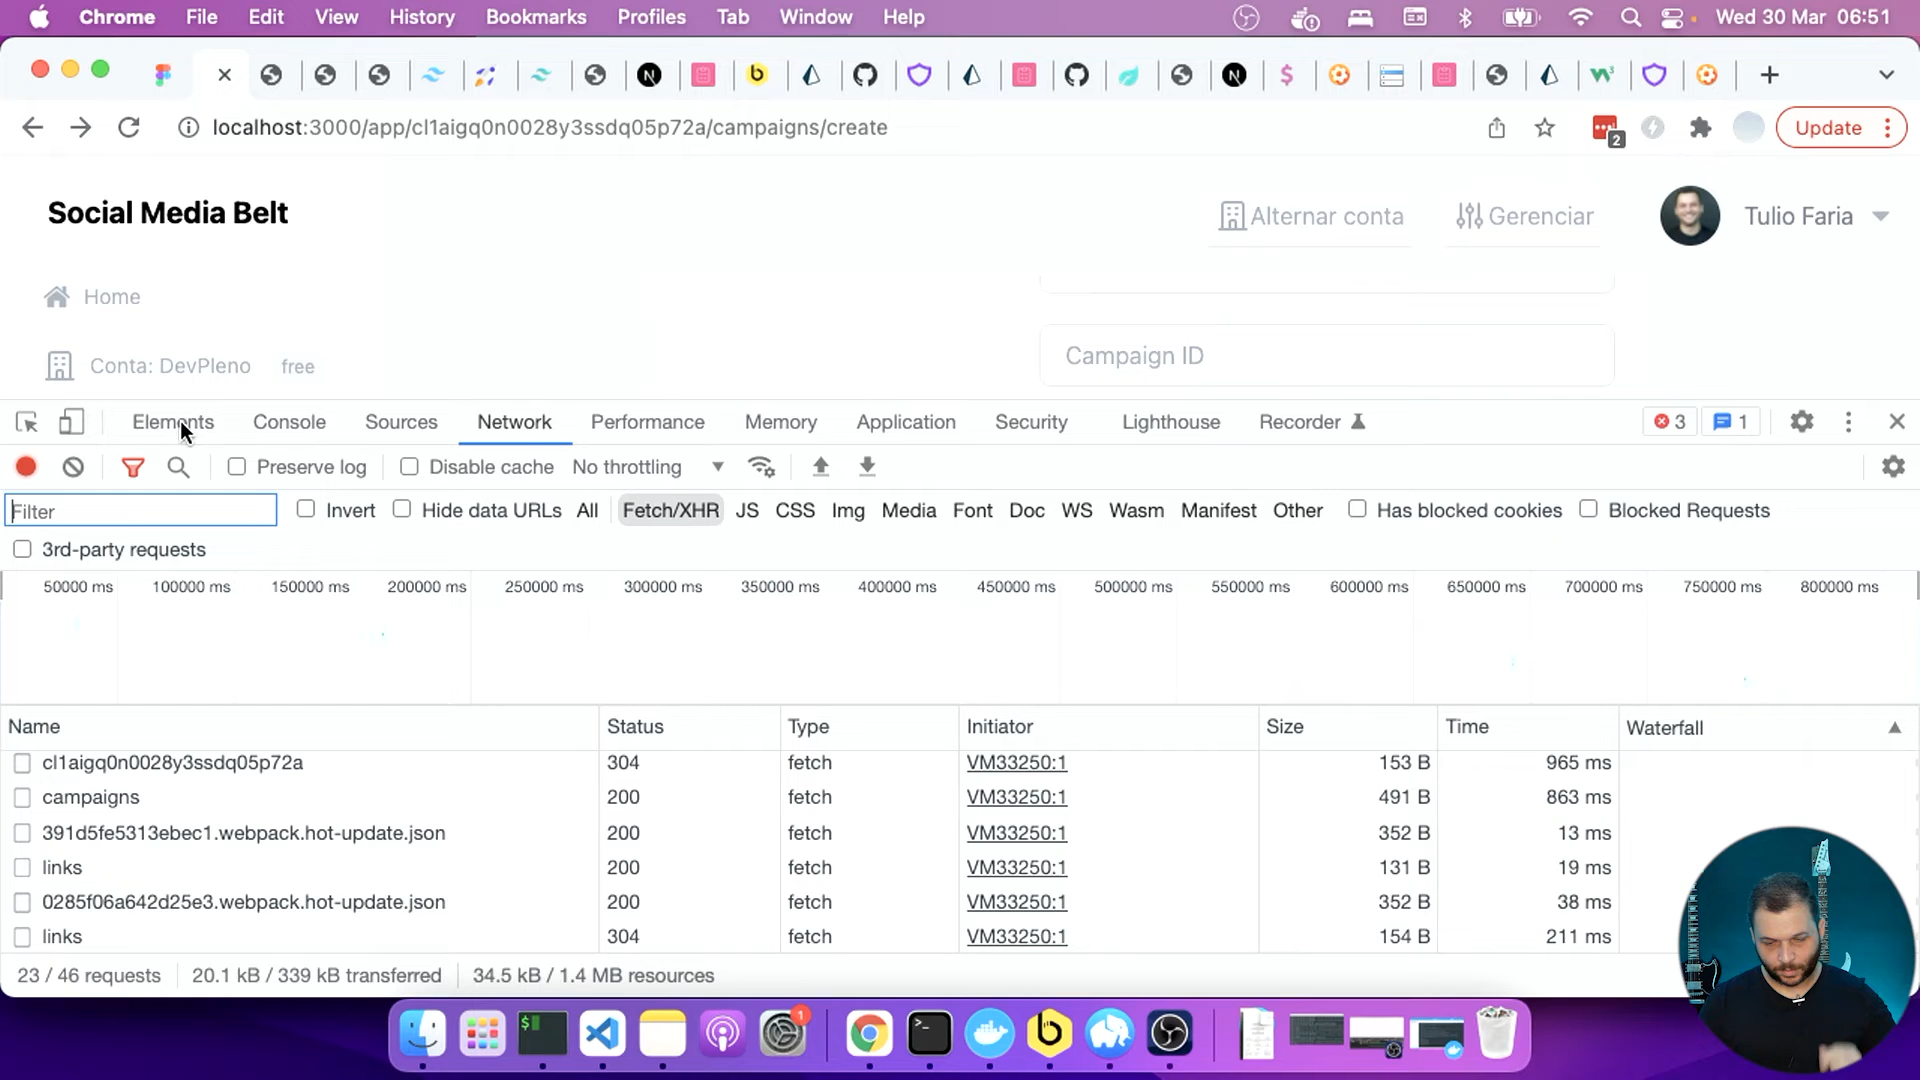 Chrome File Edit View History Bookmarks Profiles Tab Window Help Wed 30 Mar 06:51
localhost:3000/app/cl1aigq0n0028y3ssdq05p72a/campaigns/create 2 Update
Social Media Belt Alternar conta Gerenciar Tulio Faria
Home
Campaign ID
Conta: DevPleno free
Elements Console Sources Network Performance Memory Application Security Lighthouse Recorder 3 1
Preserve log Disable cache No throttling
Filter Invert Hide data URLs All Fetch/XHR JS CSS Img Media Font Doc WS Wasm Manifest Other Has blocked cookies Blocked Requests
3rd-party requests
50000 ms 100000 ms 150000 ms 200000 ms 250000 ms 300000 ms 350000 ms 400000 ms 450000 ms 500000 ms 550000 ms 600000 ms 650000 ms 700000 ms 750000 ms 800000 ms
Name Status Type Initiator Size Time Waterfall
cl1aigq0n0028y3ssdq05p72a 304 fetch VM33250:1 153 B 965 ms
campaigns 200 fetch VM33250:1 491 B 863 ms
391d5fe5313ebec1.webpack.hot-update.json 200 fetch VM33250:1 352 B 13 ms
links 200 fetch VM33250:1 131 B 19 ms
0285f06a642d25e3.webpack.hot-update.json 200 fetch VM33250:1 352 B 38 ms
links 304 fetch VM33250:1 154 B 211 ms
23 / 46 requests 20.1 kB / 339 kB transferred 34.5 kB / 1.4 MB resources
1